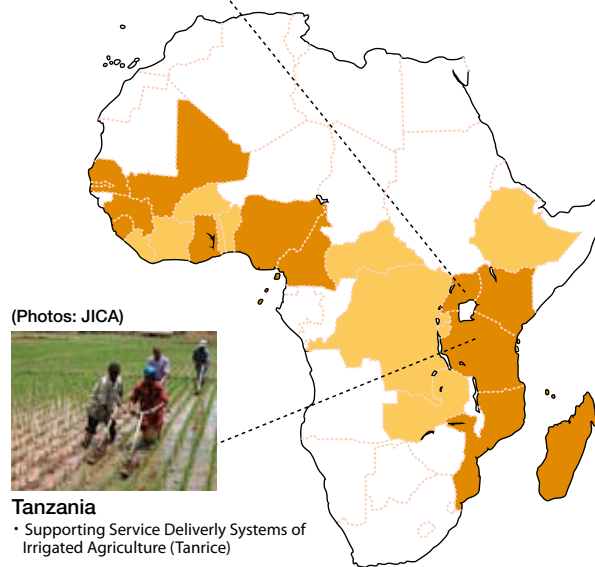 (Photos: JICA)
Tanzania
・Supporting Service Deliverly Systems of
Irrigated Agriculture (Tanrice)